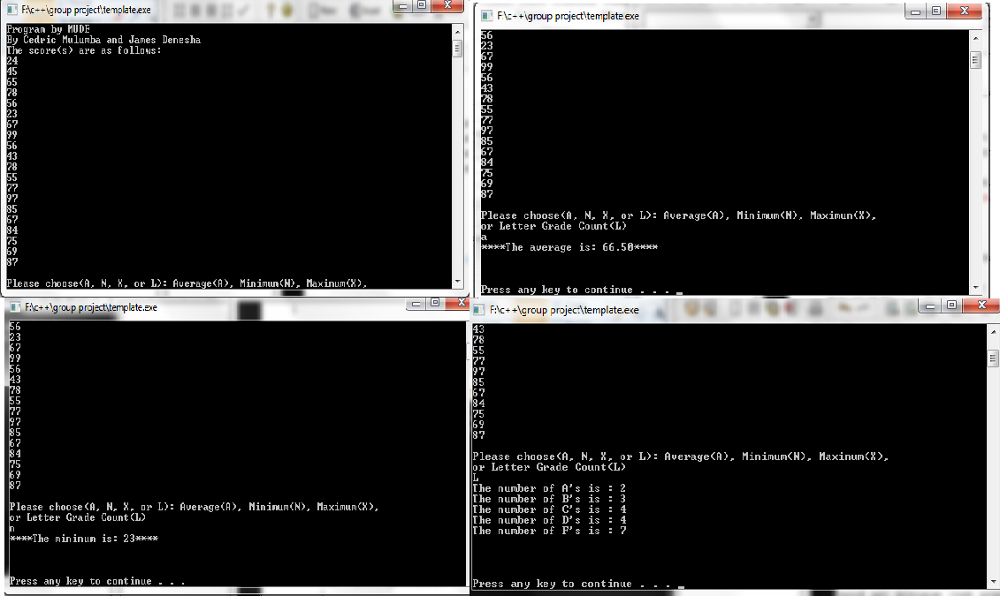 F:\c++\group project\template.exe
Program by MUDE
By Cedric Mulumba and James Denesha
The score(s) are as follows:
24
45
65
78
56
23
67
99
56
43
78
55
77
97
85
67
84
75
69
87
Please choose(A, N, X, or L): Average(A), Minimum(N), Maximum(X),
F:\c++\group project\template.exe
56
23
67
99
56
43
78
55
77
97
85
67
84
75
69
87
Please choose(A, N, X, or L): Average(A), Minimum(N), Maximum(X),
or Letter Grade Count(L)
a
****The average is: 66.50****
Press any key to continue . . . _
F:\c++\group project\template.exe
56
23
67
99
56
43
78
55
77
97
85
67
84
75
69
87
Please choose(A, N, X, or L): Average(A), Minimum(N), Maximum(X),
or Letter Grade Count(L)
n
****The minimum is: 23****
Press any key to continue . . .
F:\c++\group project\template.exe
43
78
55
77
97
85
67
84
75
69
87
Please choose(A, N, X, or L): Average(A), Minimum(N), Maximum(X),
or Letter Grade Count(L)
L
The number of A's is : 2
The number of B's is : 3
The number of C's is : 4
The number of D's is : 4
The number of F's is : 7
Press any key to continue . . . _